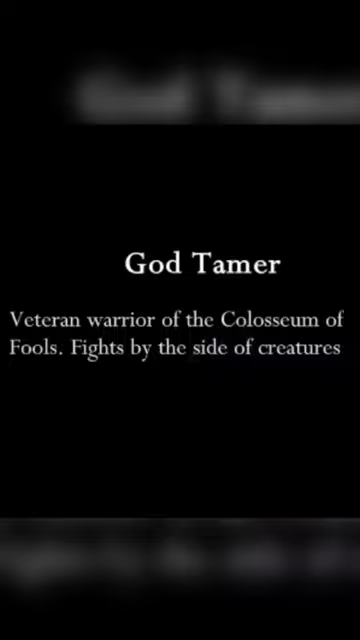 God Tamer
Veteran warrior of the Colosseum of
Fools. Fights by the side of creatures